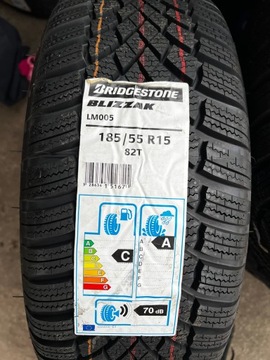 BRIDGESTONE
BLIZZAK
LM005
185/55 R15
82T
C
A
70 dB